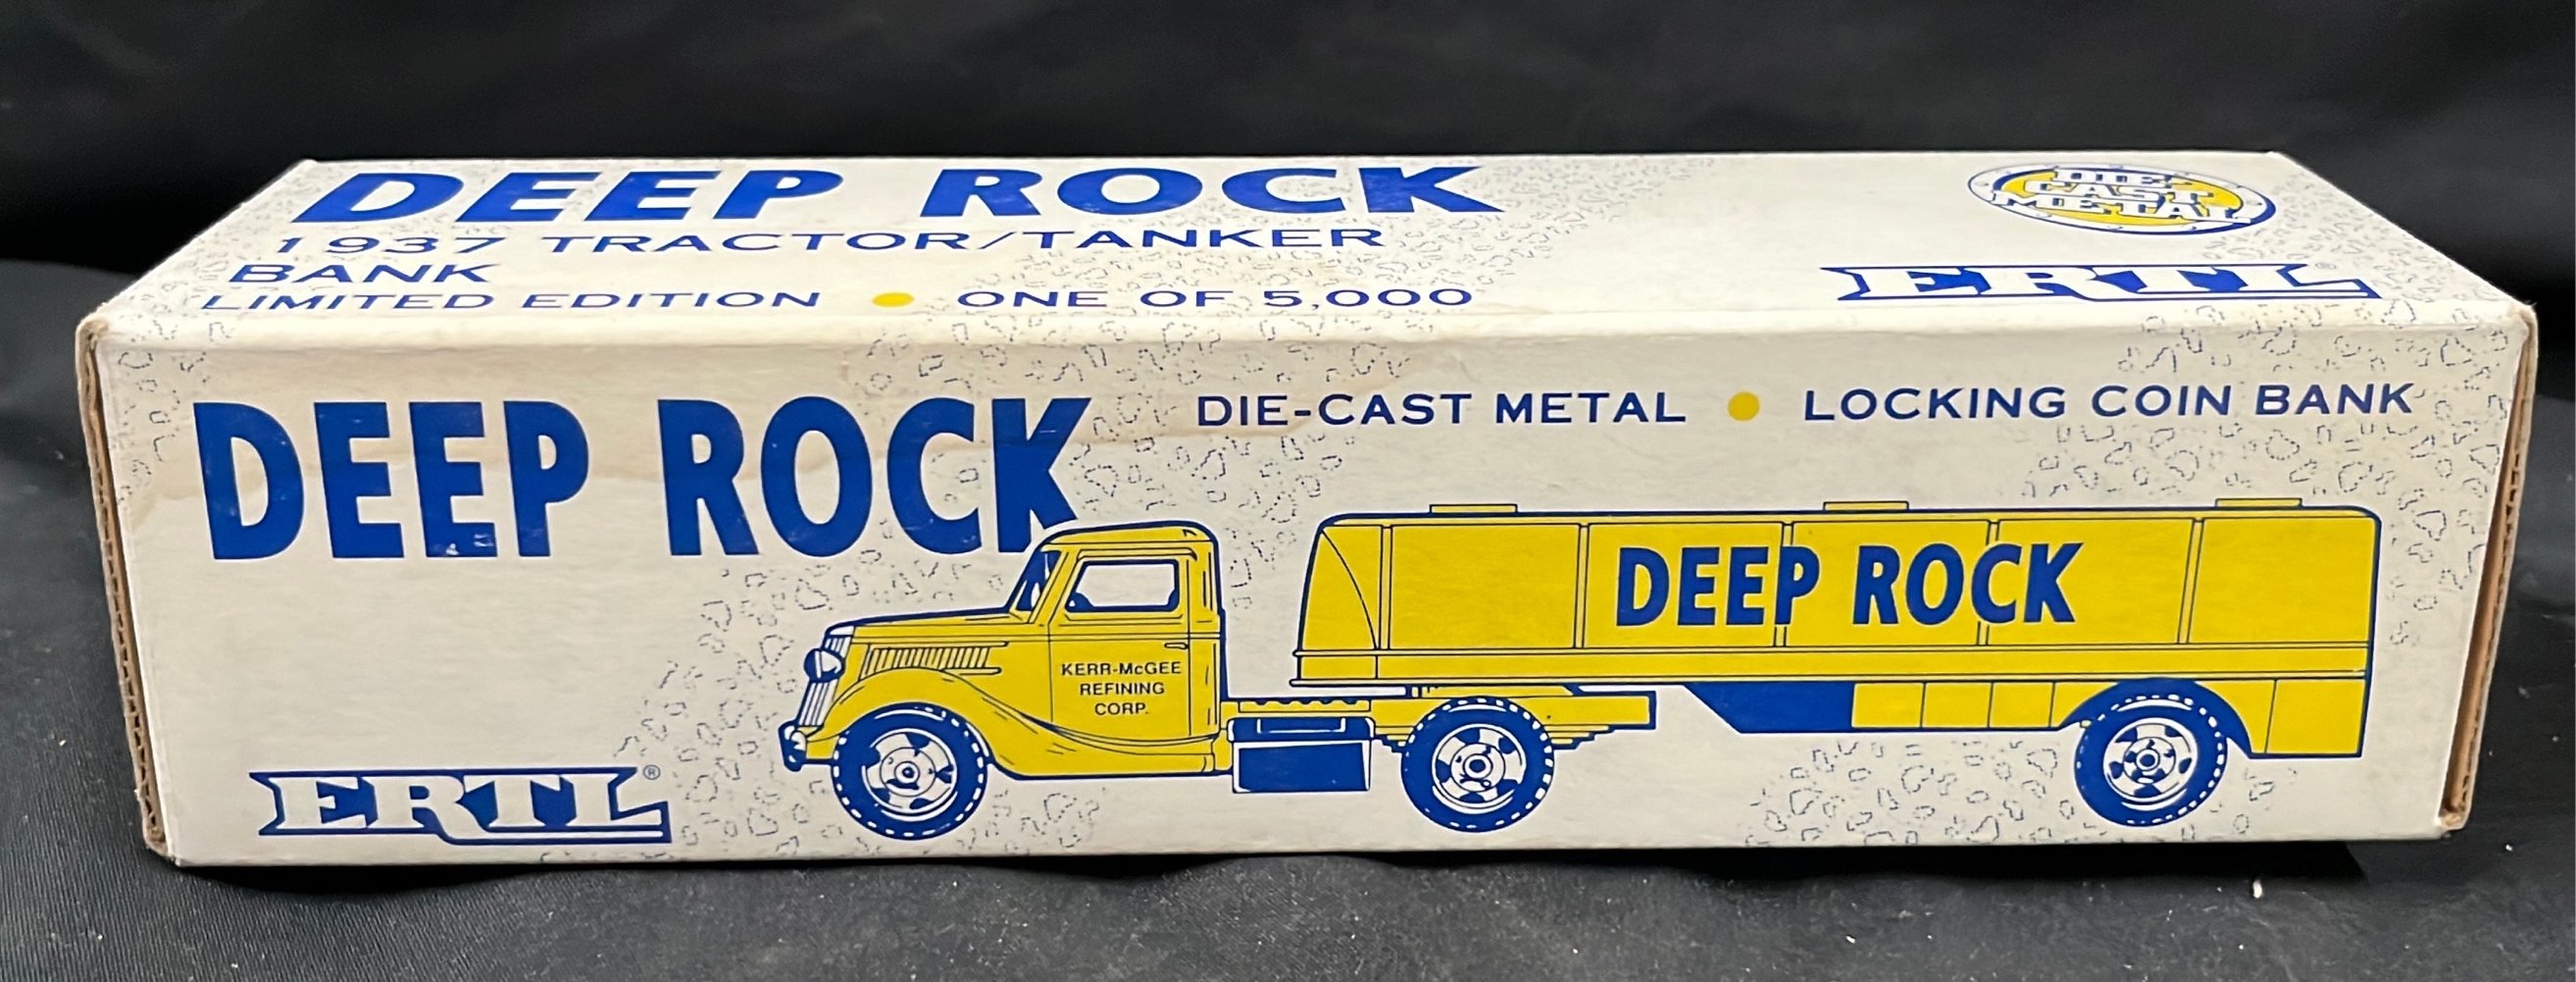 DEEP ROCK
1937 TRACTOR/TANKER
BANK
LIMITED EDITION • ONE OF 5,000
DIE
CAST
METAL
ERTL®
DEEP ROCK
DIE-CAST METAL • LOCKING COIN BANK
DEEP ROCK
KERR-McGEE
REFINING
CORP.
ERTL®